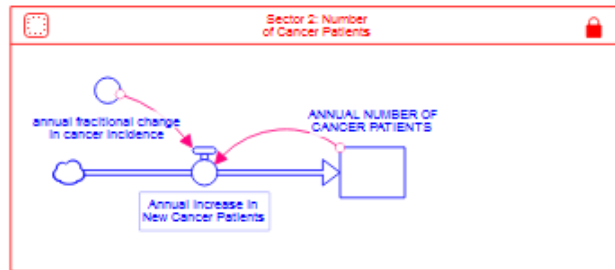 Sector 2: Number
of Cancer Patients
annual fracitional change
in cancer incidence
ANNUAL NUMBER OF
CANCER PATIENTS
Annual Increase in
New Cancer Patients